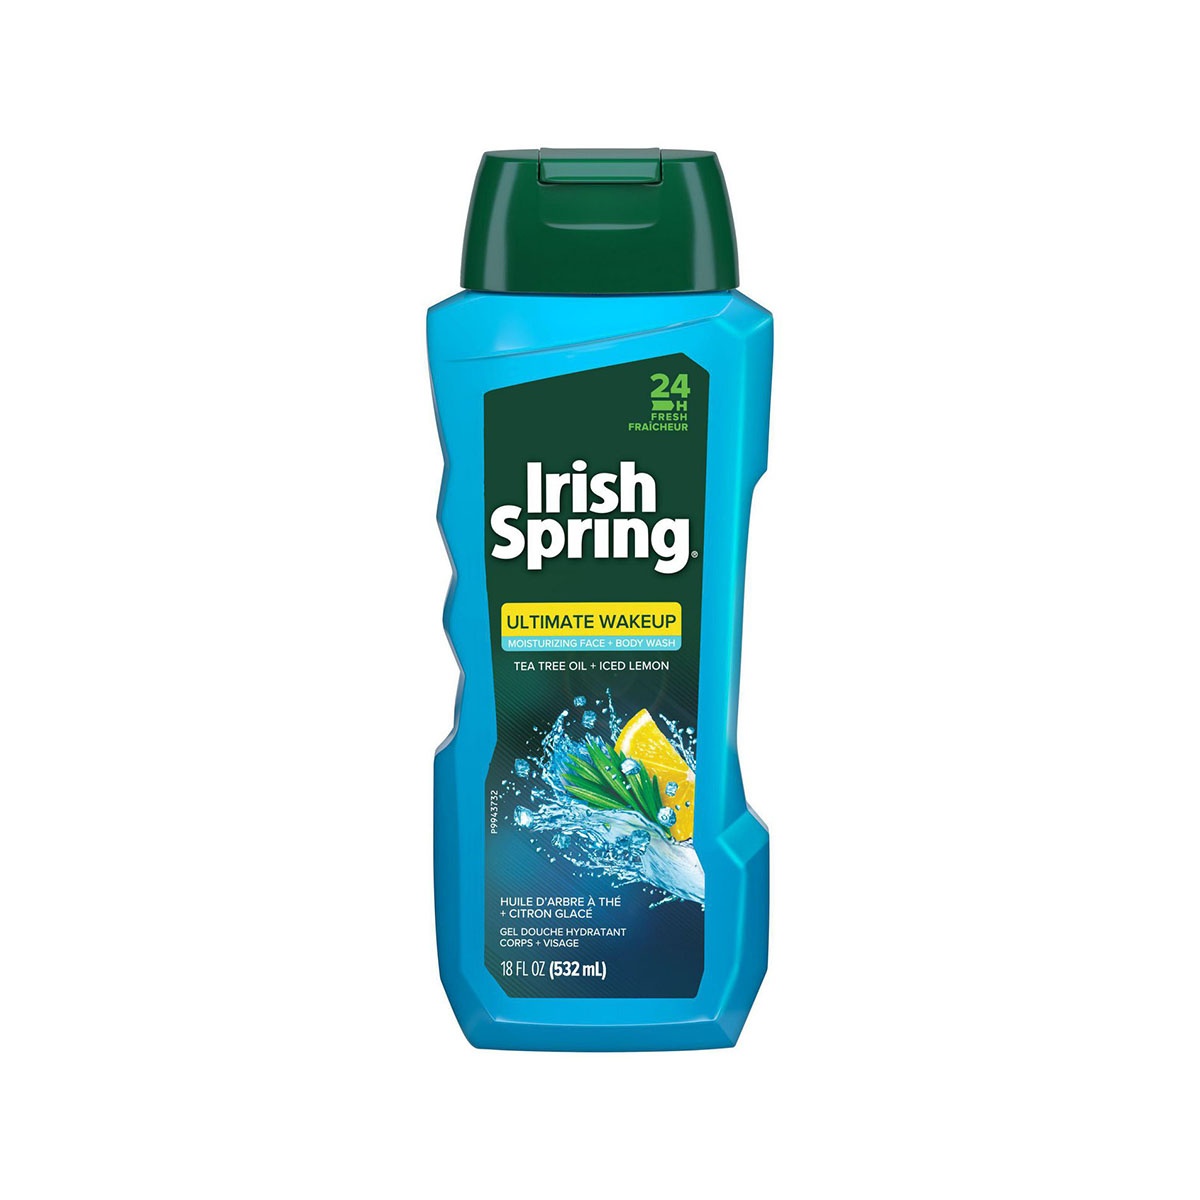 24
H
FRESH
FRAÎCHEUR
Irish
Spring®
ULTIMATE WAKEUP
MOISTURIZING FACE + BODY WASH
TEA TREE OIL + ICED LEMON
P9943732
HUILE D'ARBRE À THÉ
+ CITRON GLACÉ
GEL DOUCHE HYDRATANT
CORPS + VISAGE
18 FL OZ (532 mL)